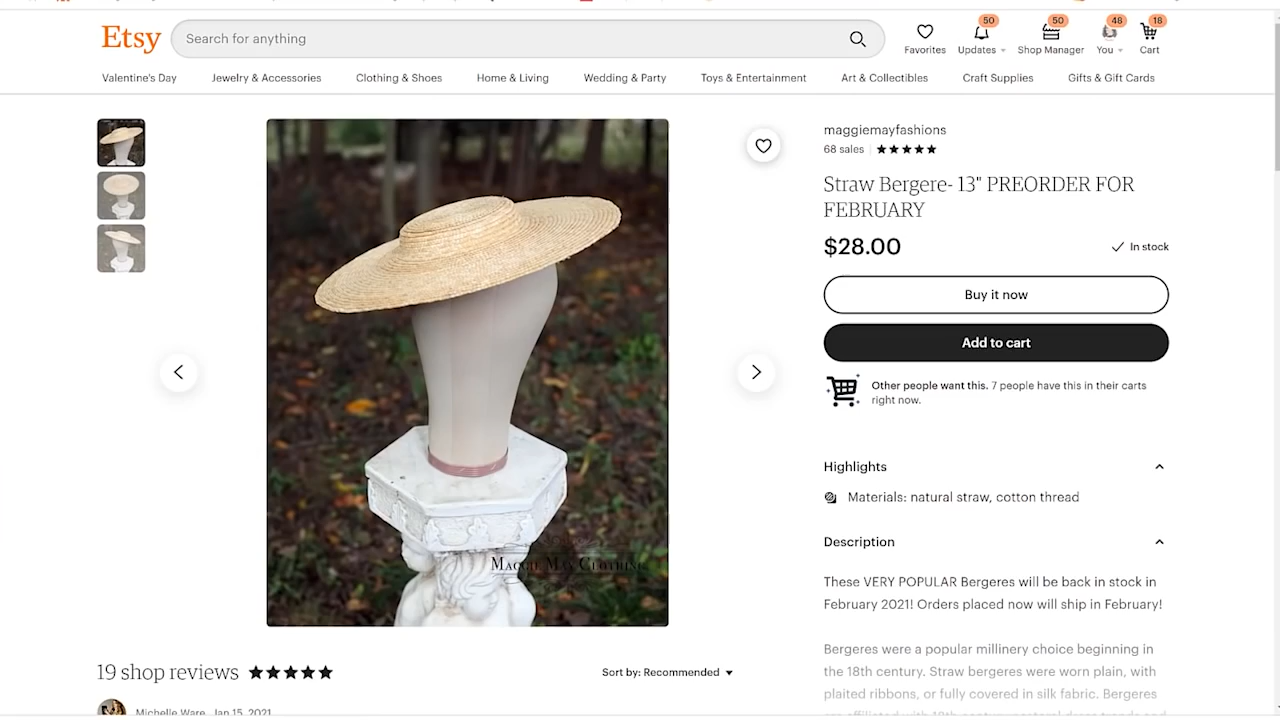 Etsy
Search for anything
50
50
48
18
Favorites
Updates
Shop Manager
You
Cart
Valentine's Day
Jewelry & Accessories
Clothing & Shoes
Home & Living
Wedding & Party
Toys & Entertainment
Art & Collectibles
Craft Supplies
Gifts & Gift Cards
maggiemayfashions
68 sales
Straw Bergere- 13" PREORDER FOR
FEBRUARY
$28.00
In stock
Buy it now
Add to cart
Other people want this. 7 people have this in their carts
right now.
Highlights
Materials: natural straw, cotton thread
Description
These VERY POPULAR Bergeres will be back in stock in
February 2021! Orders placed now will ship in February!
Bergeres were a popular millinery choice beginning in
the 18th century. Straw bergeres were worn plain, with
plaited ribbons, or fully covered in silk fabric. Bergeres
Maggie May Clothing
19 shop reviews
Sort by: Recommended
Michelle Ware Jan 15, 2021